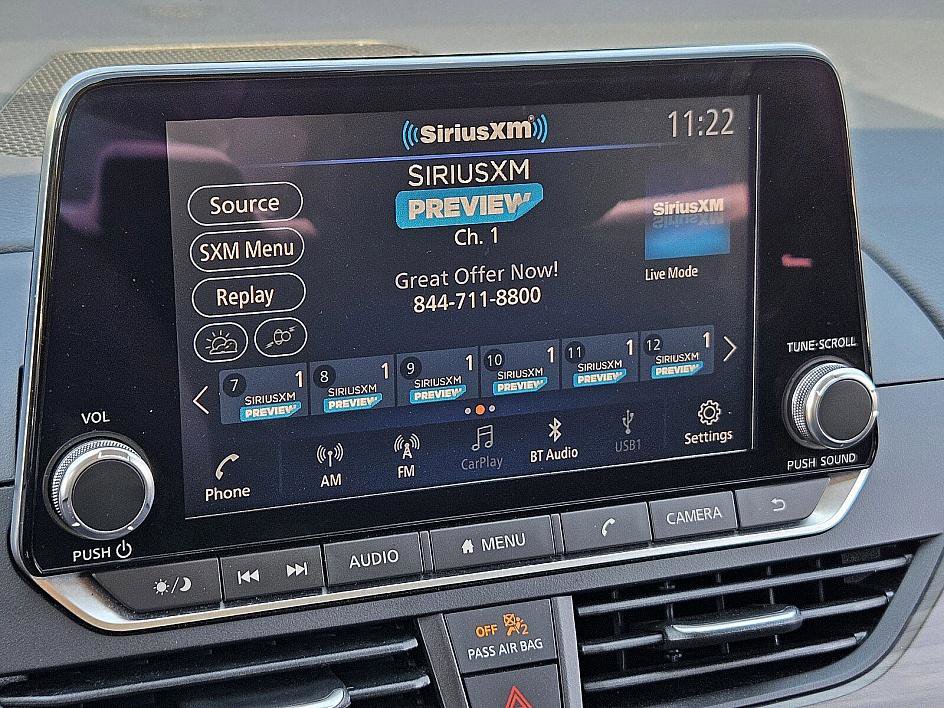 SiriusXM
11:22
SIRIUSXM
PREVIEW
Ch. 1
Great Offer Now!
844-711-8800
Source
SXM Menu
Replay
SiriusXM
Live Mode
7 1
SIRIUSXM
PREVIEW
8 1
SIRIUSXM
PREVIEW
9 1
SIRIUSXM
PREVIEW
10 1
SIRIUSXM
PREVIEW
11 1
SIRIUSXM
PREVIEW
12 1
SIRIUSXM
PREVIEW
Phone
AM
FM
CarPlay
BT Audio
USB1
Settings
VOL
PUSH
TUNE·SCROLL
PUSH SOUND
AUDIO
MENU
CAMERA
OFF 2
PASS AIR BAG